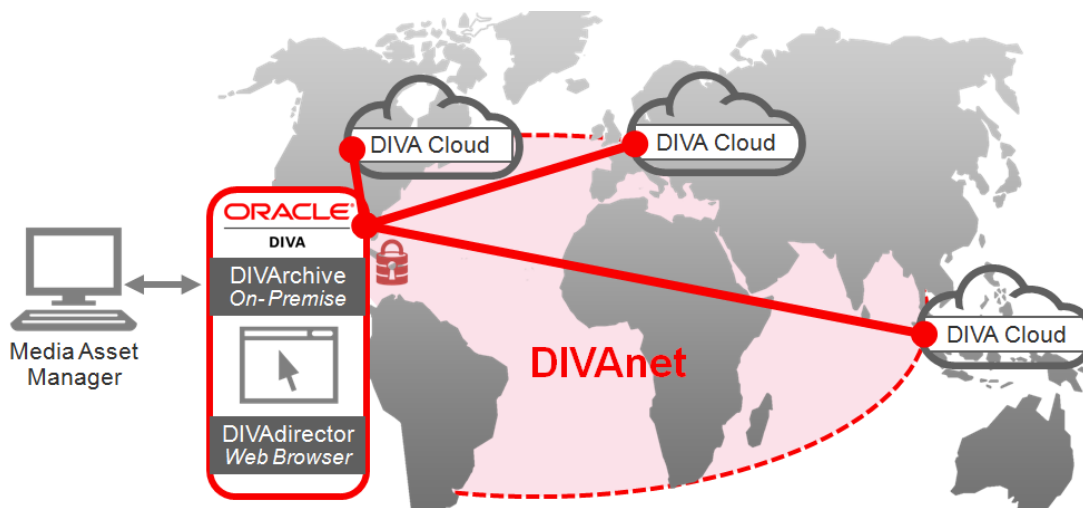 DIVA Cloud
DIVA Cloud
ORACLE®
DIVA
DIVArchive
On-Premise
Media Asset
Manager
DIVAdirector
Web Browser
DIVAnet
DIVA Cloud